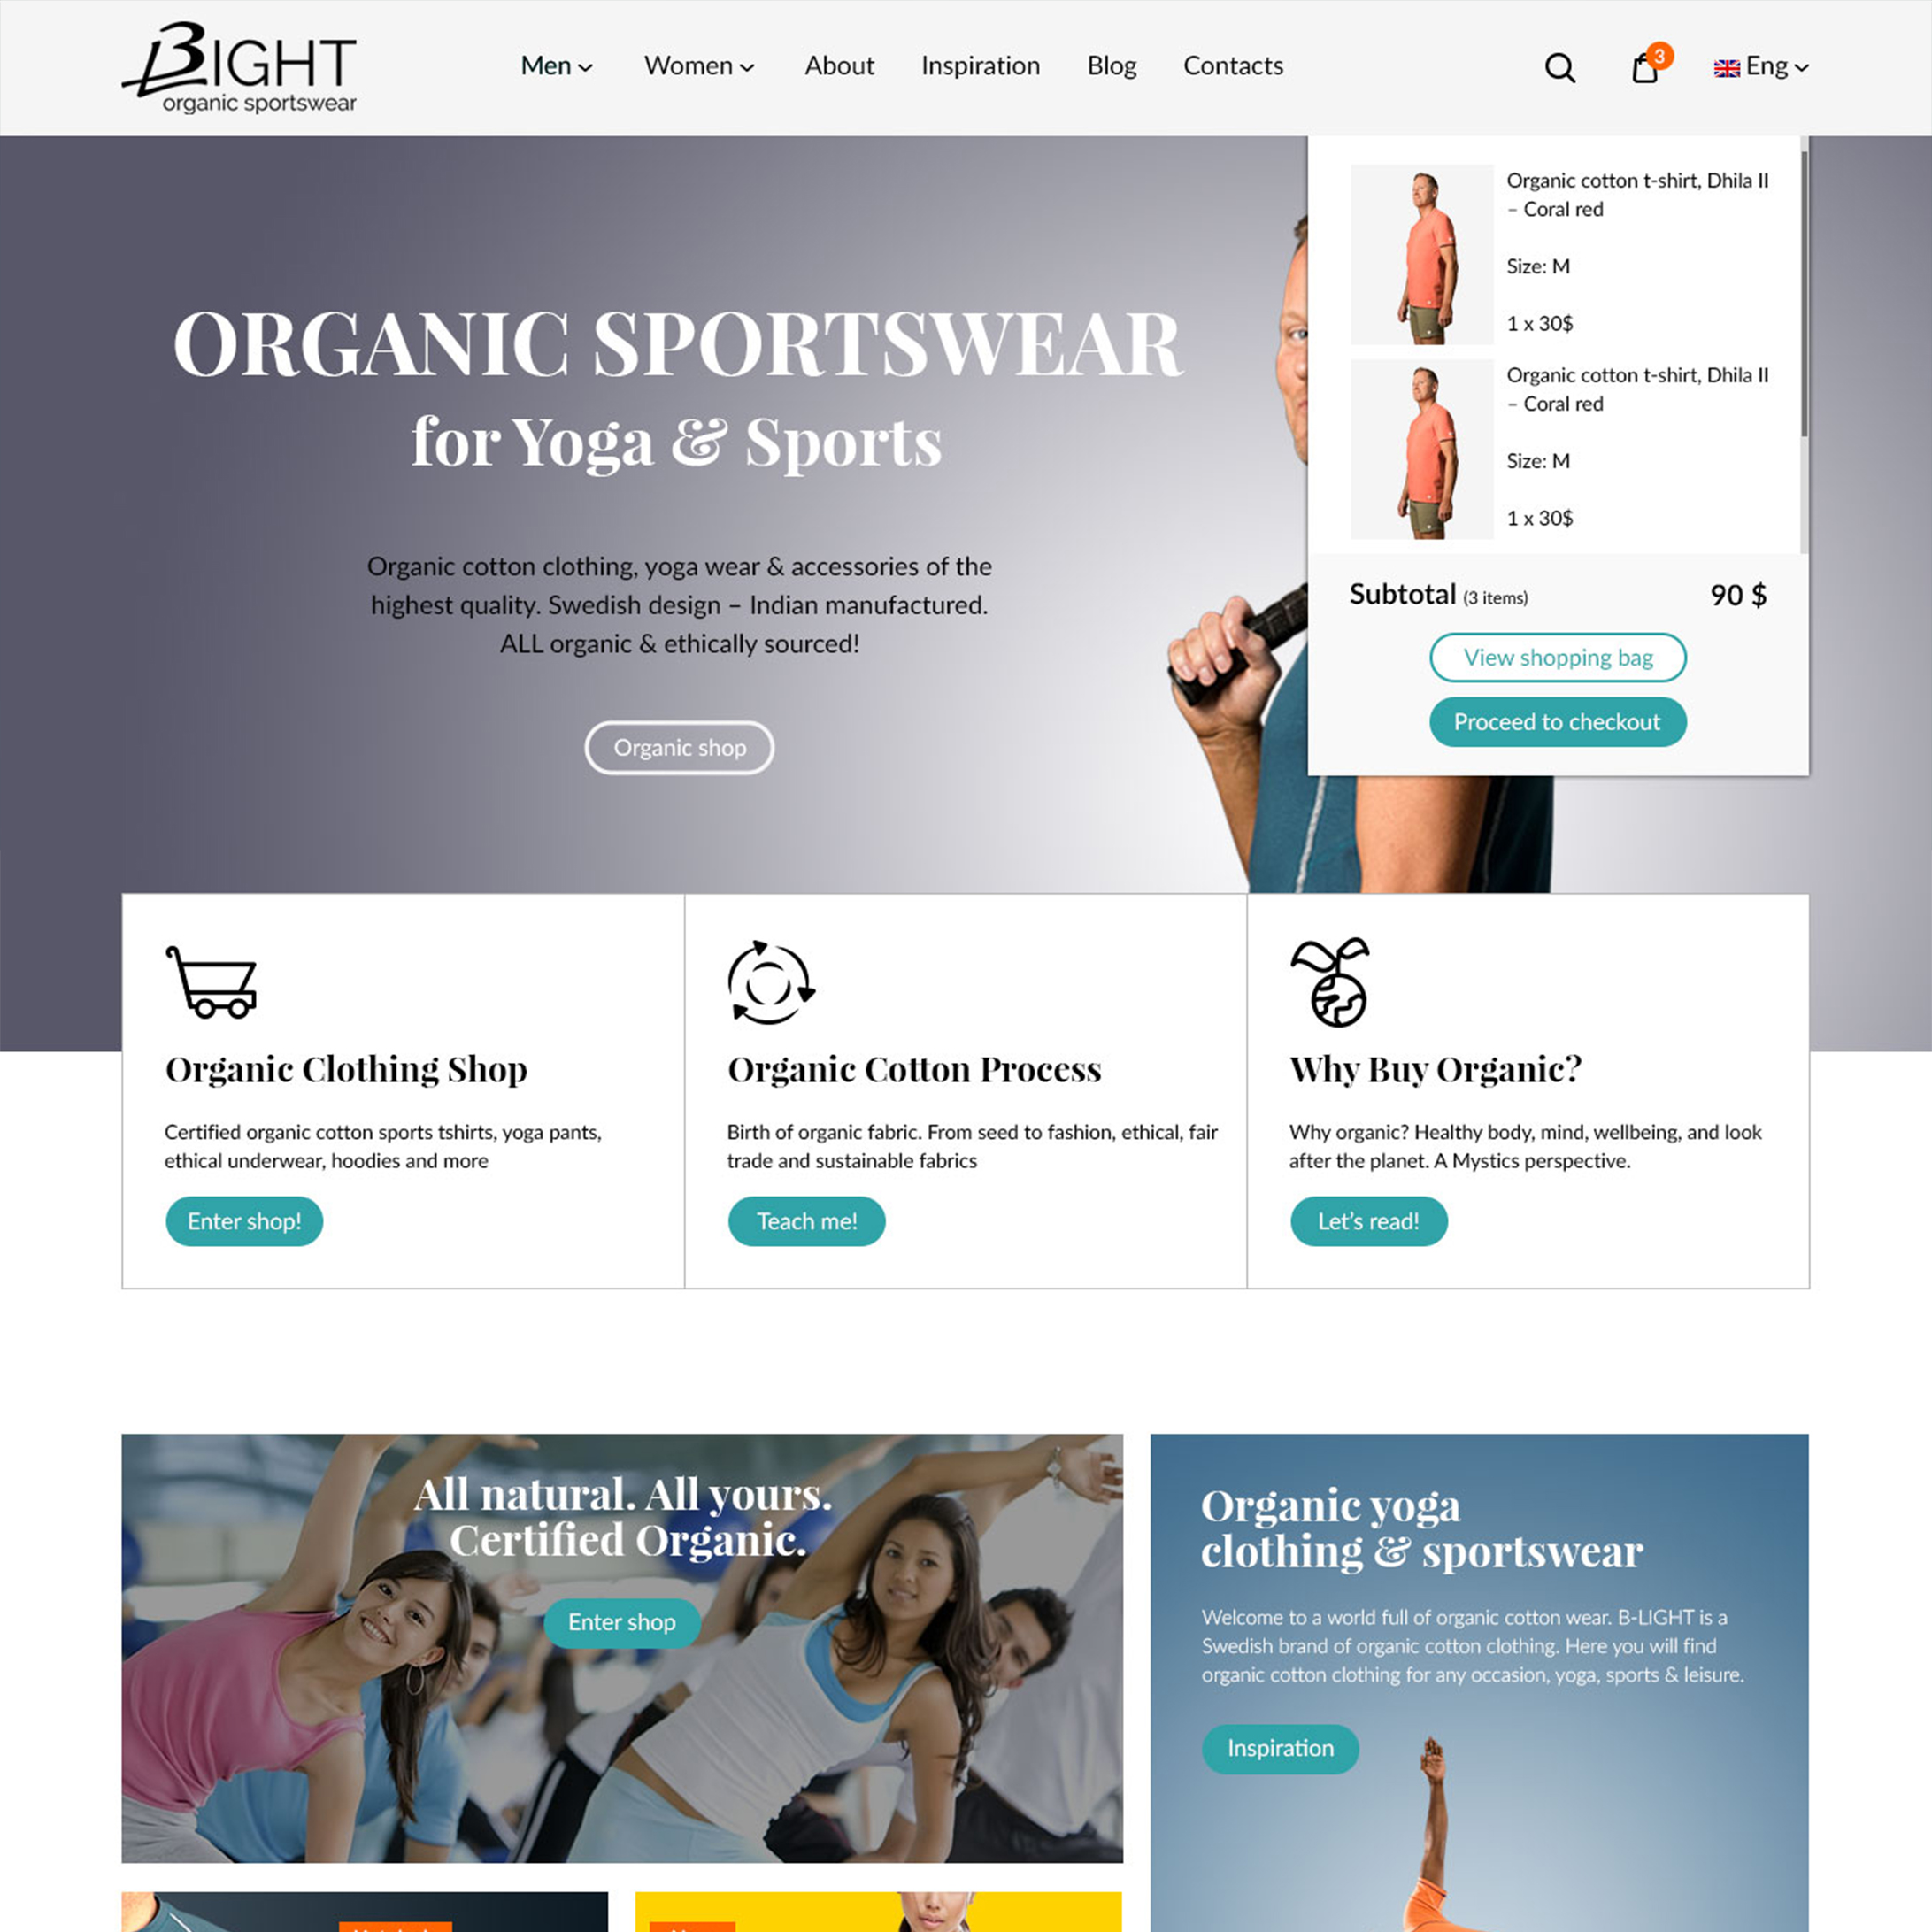 BIGHT
organic sportswear
Men
Women
About
Inspiration
Blog
Contacts
3
Eng
ORGANIC SPORTSWEAR
for Yoga & Sports
Organic cotton clothing, yoga wear & accessories of the
highest quality. Swedish design – Indian manufactured.
ALL organic & ethically sourced!
Organic shop
Organic cotton t-shirt, Dhila II
– Coral red
Size: M
1 x 30$
Organic cotton t-shirt, Dhila II
– Coral red
Size: M
1 x 30$
Subtotal (3 items) 90 $
View shopping bag
Proceed to checkout
Organic Clothing Shop
Certified organic cotton sports tshirts, yoga pants,
ethical underwear, hoodies and more
Enter shop!
Organic Cotton Process
Birth of organic fabric. From seed to fashion, ethical, fair
trade and sustainable fabrics
Teach me!
Why Buy Organic?
Why organic? Healthy body, mind, wellbeing, and look
after the planet. A Mystics perspective.
Let's read!
All natural. All yours.
Certified Organic.
Enter shop
Organic yoga
clothing & sportswear
Welcome to a world full of organic cotton wear. B-LIGHT is a
Swedish brand of organic cotton clothing. Here you will find
organic cotton clothing for any occasion, yoga, sports & leisure.
Inspiration